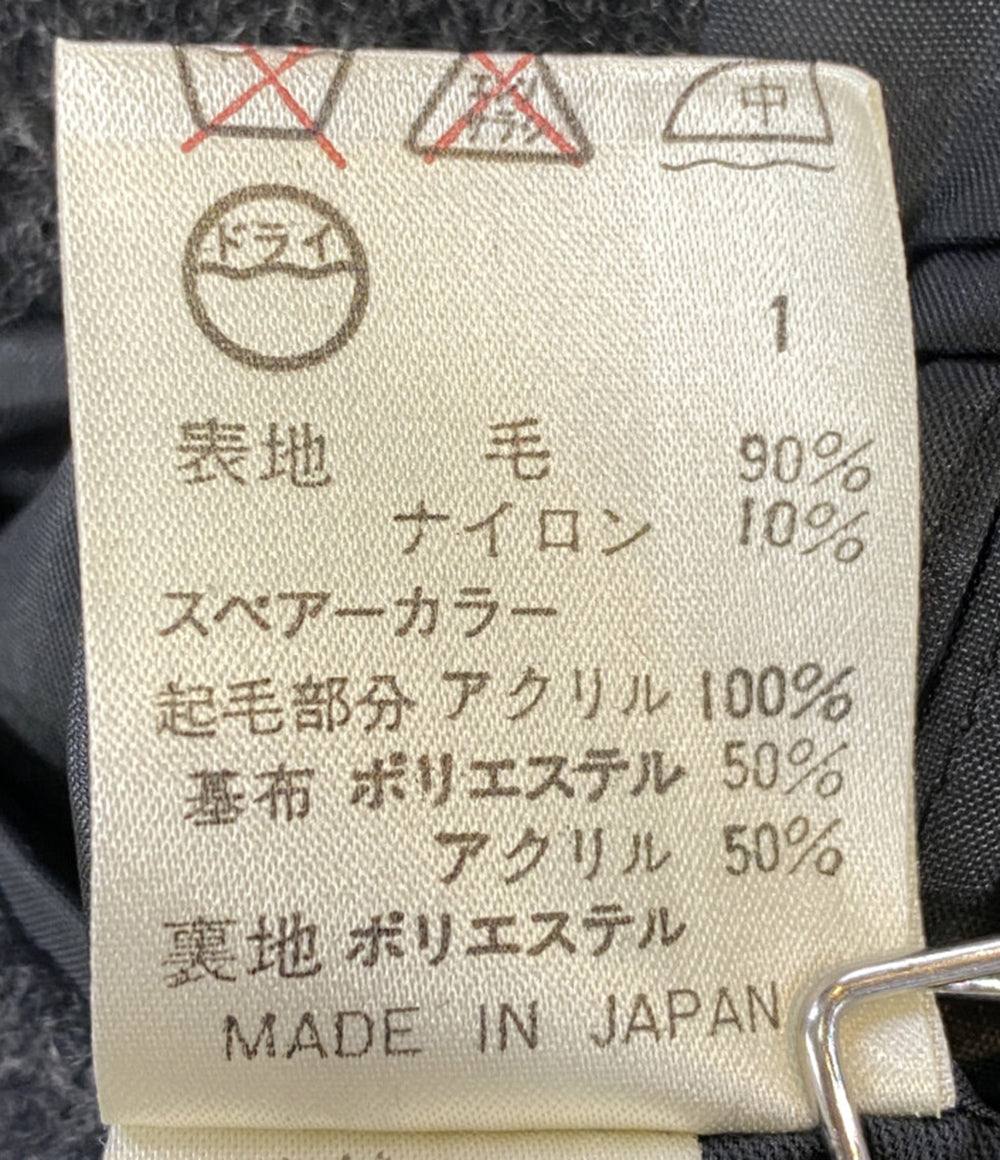 中
ドライ
1
表地 毛 90%
ナイロン 10%
スペアーカラー
起毛部分 アクリル 100%
基布 ポリエステル 50%
アクリル 50%
裏地 ポリエステル
MADE IN JAPAN